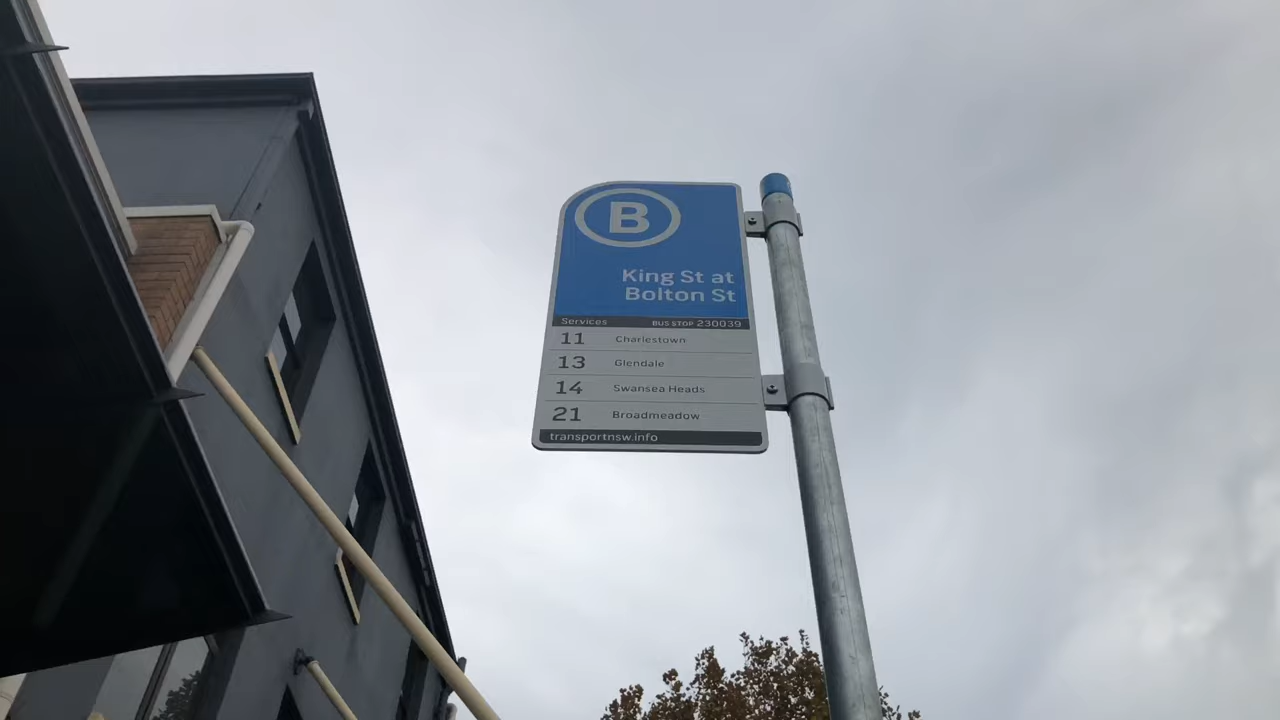 B
King St at
Bolton St
Services BUS STOP 230039
11 Charlestown
13 Glendale
14 Swansea Heads
21 Broadmeadow
transportnsw.info